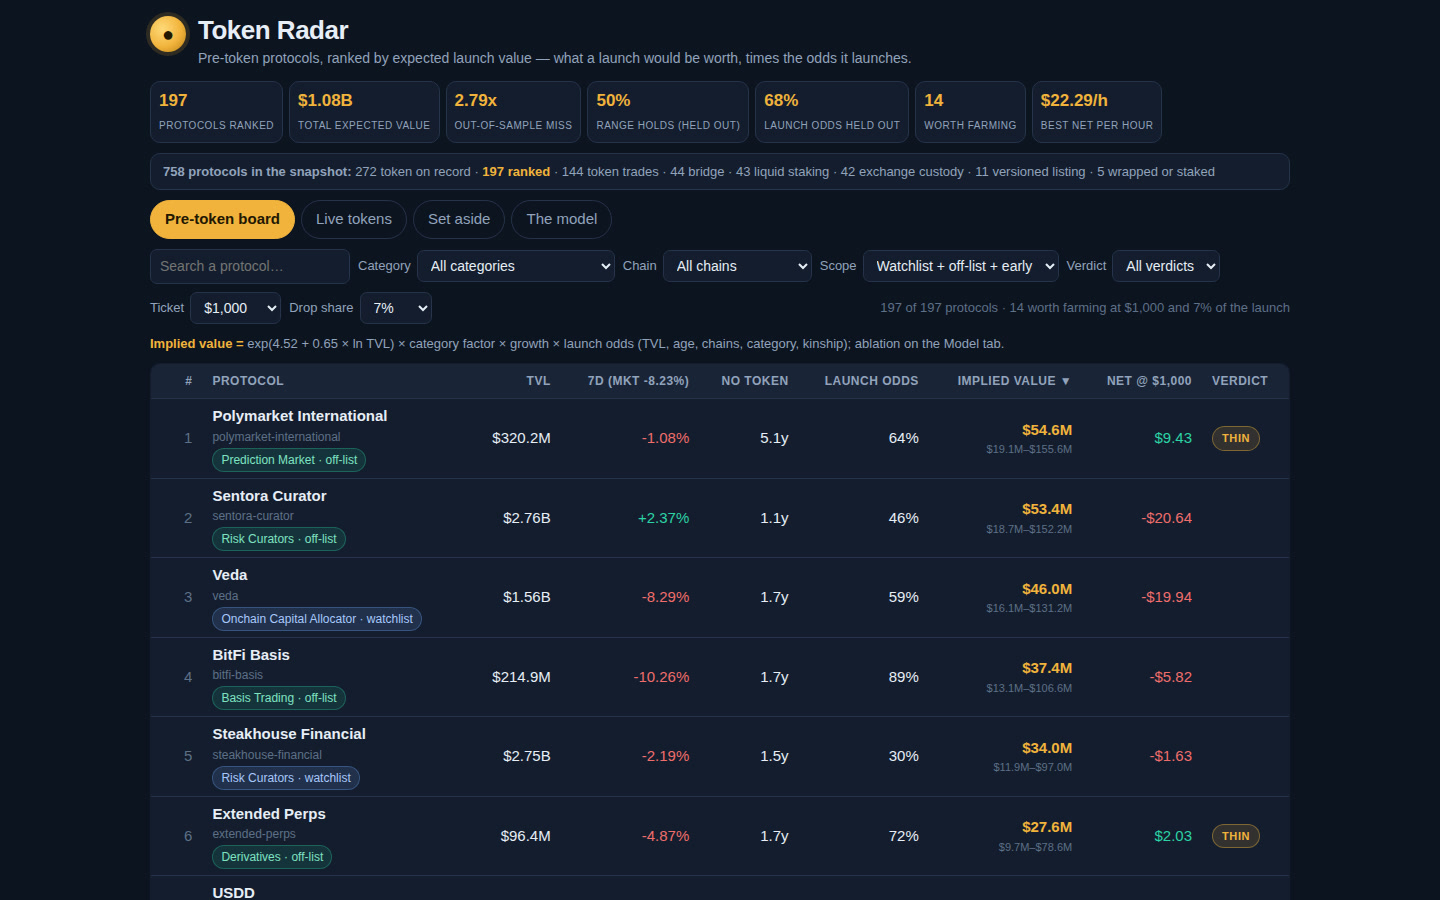 Token Radar
Pre-token protocols, ranked by expected launch value — what a launch would be worth, times the odds it launches.
197 $1.08B 2.79x 50% 68% 14 $22.29/h
PROTOCOLS RANKED TOTAL EXPECTED VALUE OUT-OF-SAMPLE MISS RANGE HOLDS (HELD OUT) LAUNCH ODDS HELD OUT WORTH FARMING BEST NET PER HOUR
758 protocols in the snapshot: 272 token on record · 197 ranked · 144 token trades · 44 bridge · 43 liquid staking · 42 exchange custody · 11 versioned listing · 5 wrapped or staked
Pre-token board Live tokens Set aside The model
Search a protocol… Category All categories Chain All chains Scope Watchlist + off-list + early Verdict All verdicts
Ticket $1,000 Drop share 7% 197 of 197 protocols · 14 worth farming at $1,000 and 7% of the launch
Implied value = exp(4.52 + 0.65 × ln TVL) × category factor × growth × launch odds (TVL, age, chains, category, kinship); ablation on the Model tab.
# PROTOCOL TVL 7D (MKT -8.23%) NO TOKEN LAUNCH ODDS IMPLIED VALUE ▼ NET @ $1,000 VERDICT
Polymarket International
1 polymarket-international $320.2M -1.08% 5.1y 64% $54.6M $9.43 THIN
Prediction Market · off-list $19.1M–$155.6M
Sentora Curator
2 sentora-curator $2.76B +2.37% 1.1y 46% $53.4M -$20.64
Risk Curators · off-list $18.7M–$152.2M
Veda
3 veda $1.56B -8.29% 1.7y 59% $46.0M -$19.94
Onchain Capital Allocator · watchlist $16.1M–$131.2M
BitFi Basis
4 bitfi-basis $214.9M -10.26% 1.7y 89% $37.4M -$5.82
Basis Trading · off-list $13.1M–$106.6M
Steakhouse Financial
5 steakhouse-financial $2.75B -2.19% 1.5y 30% $34.0M -$1.63
Risk Curators · watchlist $11.9M–$97.0M
Extended Perps
6 extended-perps $96.4M -4.87% 1.7y 72% $27.6M $2.03 THIN
Derivatives · off-list $9.7M–$78.6M
USDD